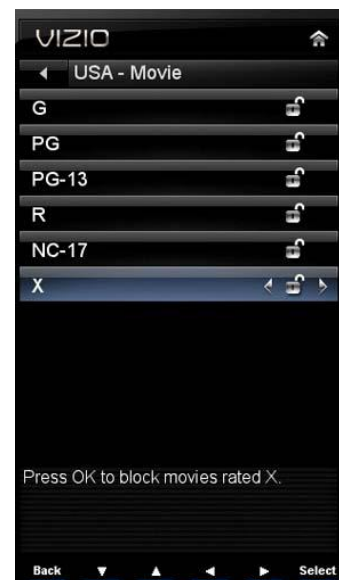 VIZIO
USA - Movie
G
PG
PG-13
R
NC-17
X
Press OK to block movies rated X.
Back Select